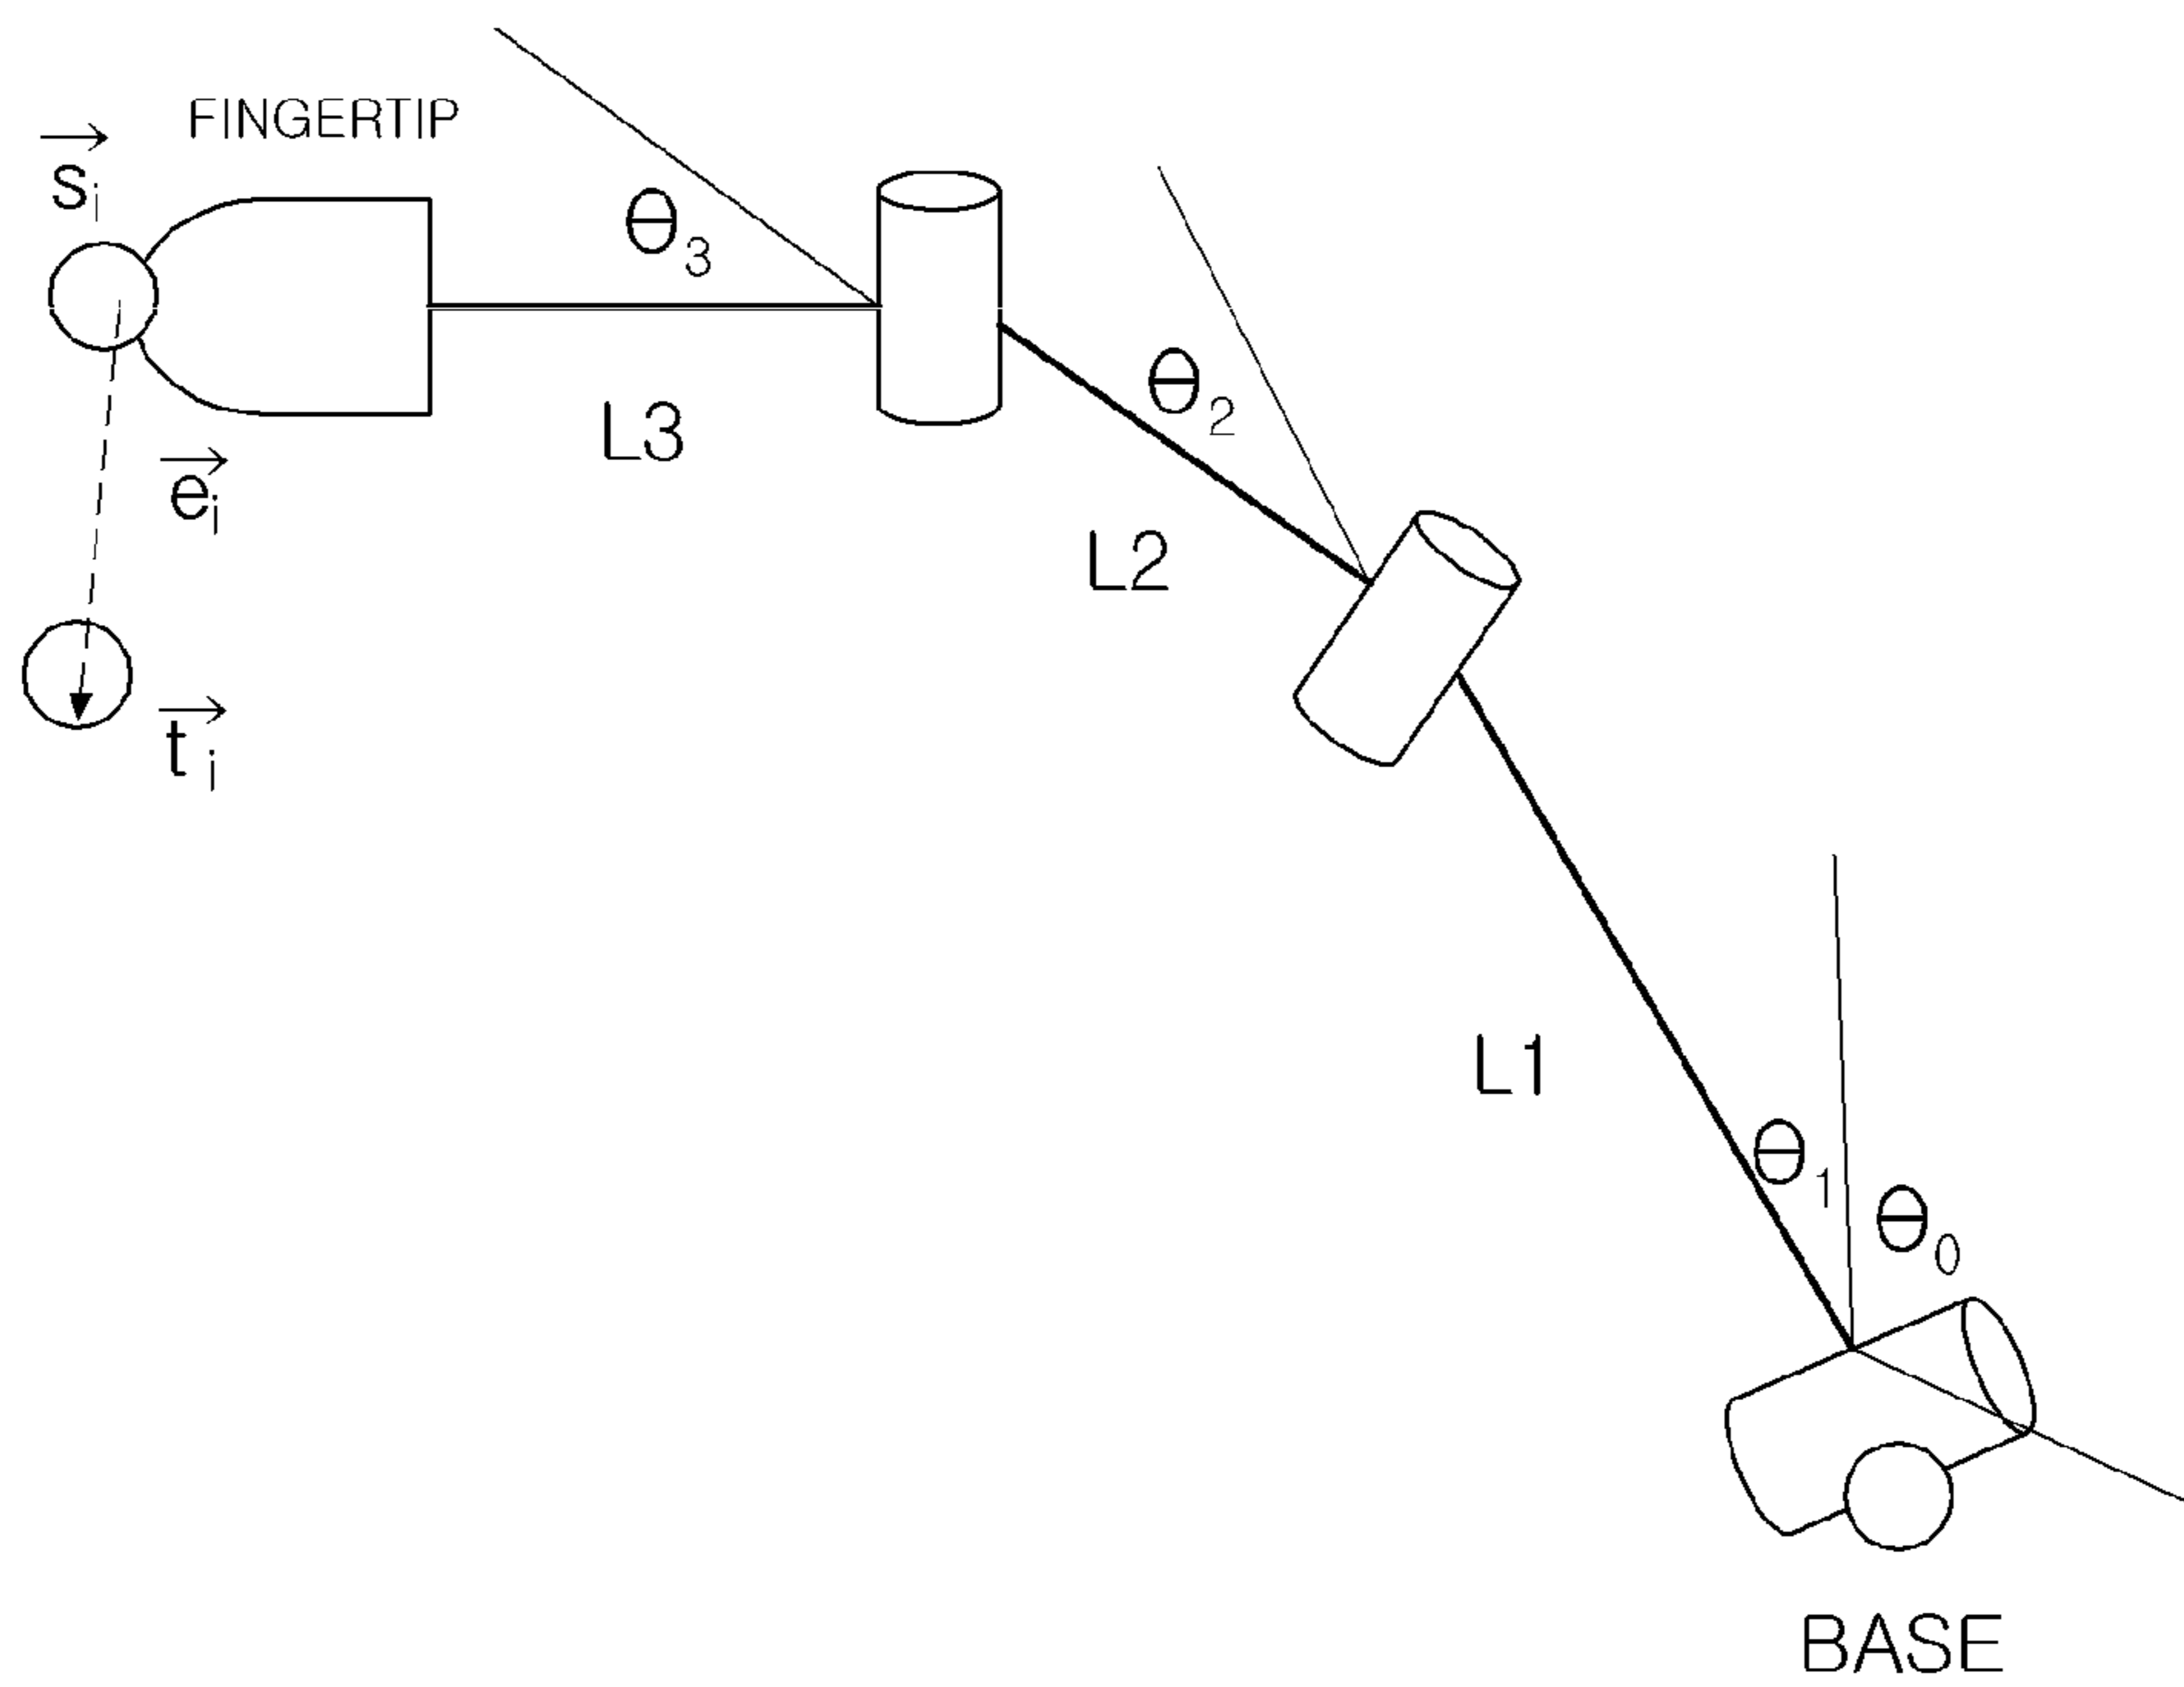 FINGERTIP
s⃗ᵢ
θ₃
θ₂
L3
e⃗ᵢ
L2
t⃗ᵢ
L1
θ₁
θ₀
BASE